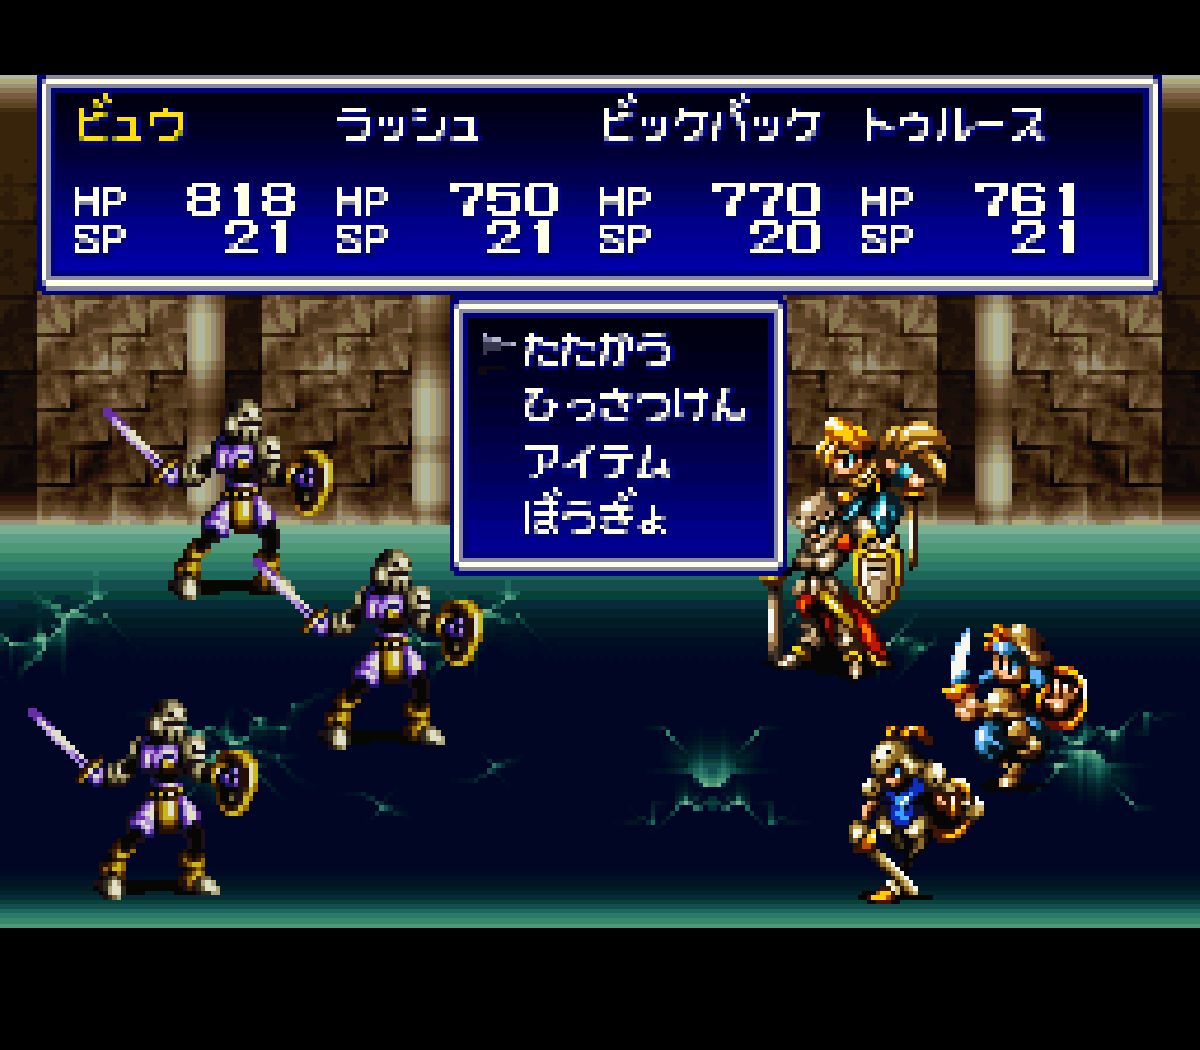 ビュウ ラッシュ ビッケバッケ トゥルース
HP 818 HP 750 HP 770 HP 761
SP 21 SP 21 SP 20 SP 21
たたかう
ひっさつけん
アイテム
ぼうぎょ